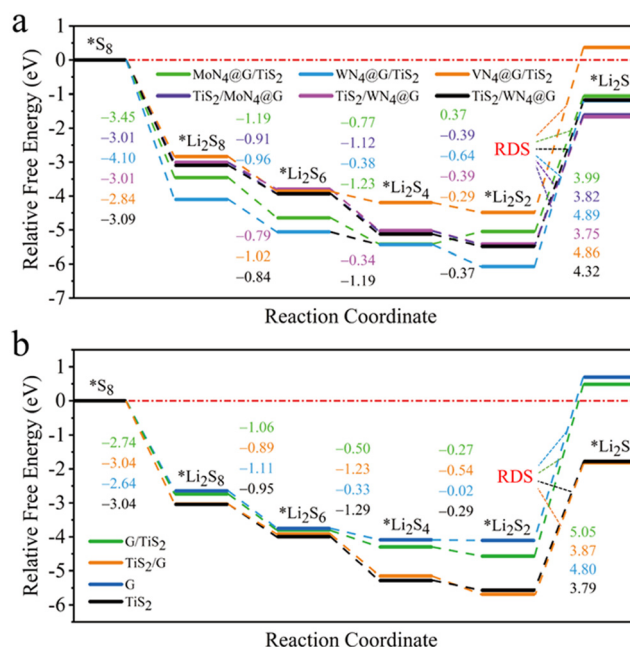 a
*S8
MoN4@G/TiS2 WN4@G/TiS2 VN4@G/TiS2
TiS2/MoN4@G TiS2/WN4@G TiS2/WN4@G
*Li2S
Relative Free Energy (eV)
1
0
−1
−2
−3
−4
−5
−6
−7
−3.45
−3.01
−4.10
−3.01
−2.84
−3.09
*Li2S8
−1.19
−0.91
−0.96
−0.79
−1.02
−0.84
*Li2S6
−0.77
−1.12
−0.38
−1.23
−0.34
−1.19
*Li2S4
0.37
−0.39
−0.64
−0.39
−0.29
−0.37
*Li2S2
RDS
3.99
3.82
4.89
3.75
4.86
4.32
Reaction Coordinate
b
*S8
*Li2S
Relative Free Energy (eV)
1
0
−1
−2
−3
−4
−5
−6
−2.74
−3.04
−2.64
−3.04
*Li2S8
−1.06
−0.89
−1.11
−0.95
*Li2S6
−0.50
−1.23
−0.33
−1.29
*Li2S4
−0.27
−0.54
−0.02
−0.29
*Li2S2
RDS
5.05
3.87
4.80
3.79
G/TiS2
TiS2/G
G
TiS2
Reaction Coordinate